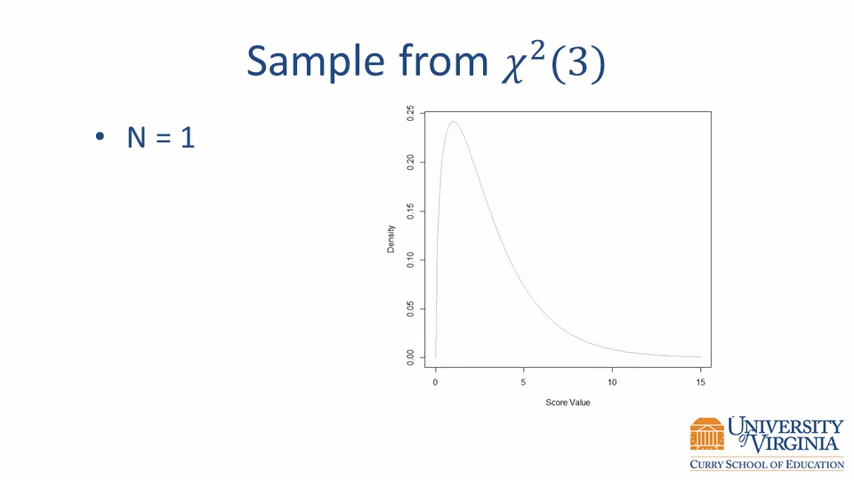 Sample from χ²(3)
• N = 1
0.25
0.20
0.15
0.10
0.05
0.00
Density
0 5 10 15
Score Value
UNIVERSITY
of VIRGINIA
CURRY SCHOOL OF EDUCATION